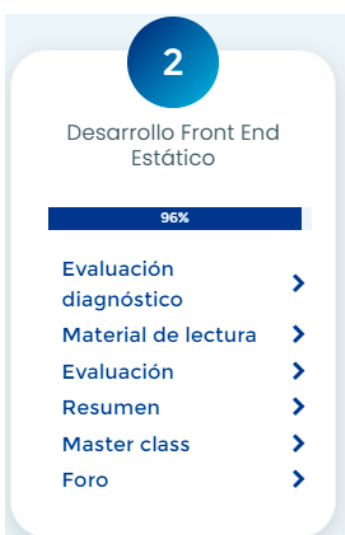 2
Desarrollo Front End
Estático
96%
Evaluación
diagnóstico
Material de lectura
Evaluación
Resumen
Master class
Foro